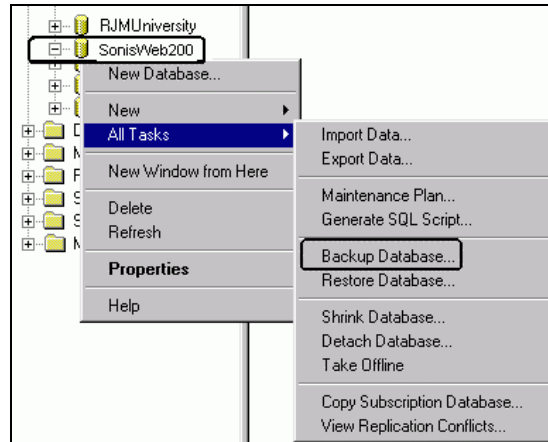 RJMUniversity
SonisWeb200
New Database...
New
All Tasks
New Window from Here
Delete
Refresh
Properties
Help
Import Data...
Export Data...
Maintenance Plan...
Generate SQL Script...
Backup Database...
Restore Database...
Shrink Database...
Detach Database...
Take Offline
Copy Subscription Database...
View Replication Conflicts...